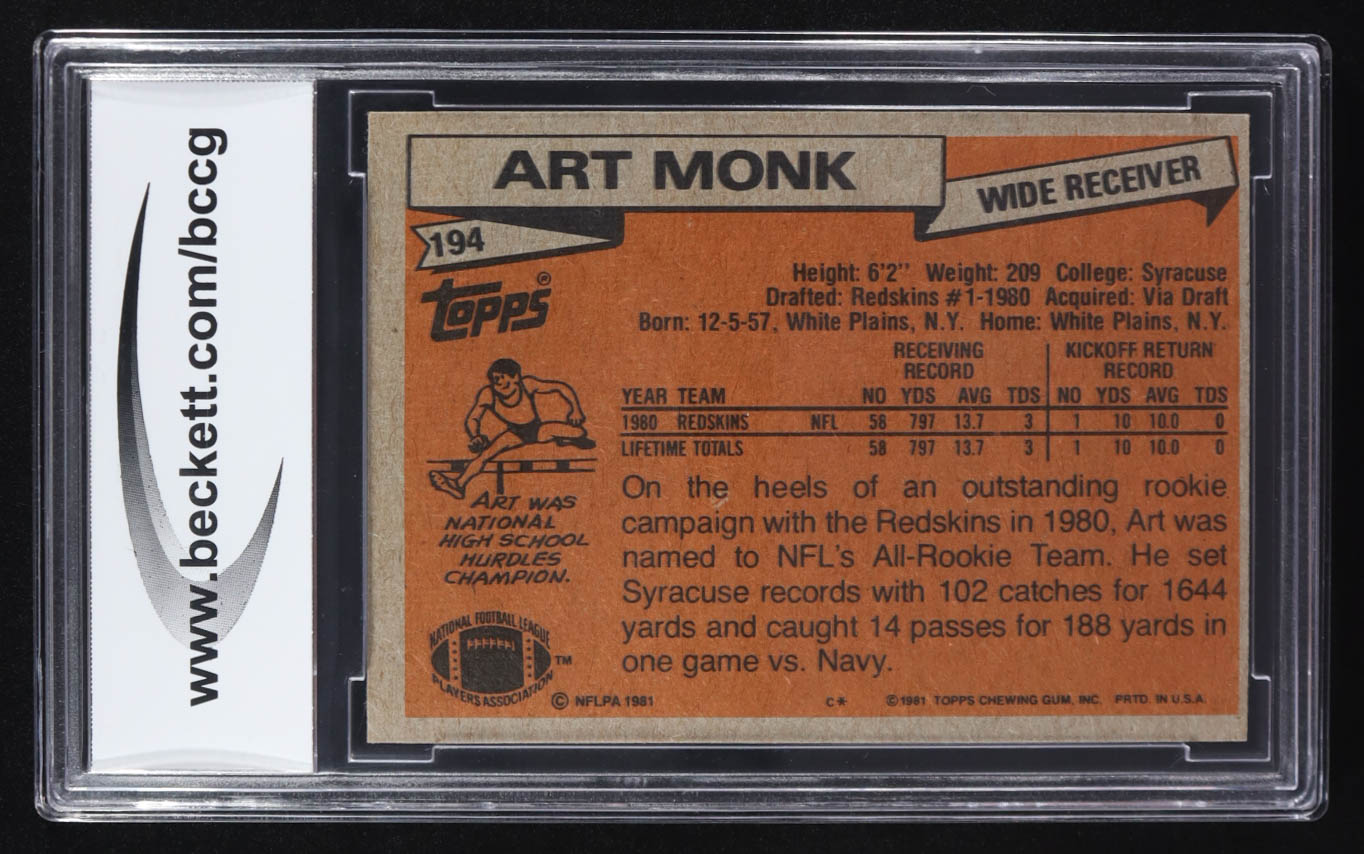 www.beckett.com/bccg
ART MONK
WIDE RECEIVER
194
TOPPS®
Height: 6'2" Weight: 209 College: Syracuse
Drafted: Redskins #1-1980 Acquired: Via Draft
Born: 12-5-57, White Plains, N.Y. Home: White Plains, N.Y.
RECEIVING RECORD KICKOFF RETURN RECORD
YEAR TEAM NO YDS AVG TDS NO YDS AVG TDS
1980 REDSKINS NFL 58 797 13.7 3 1 10 10.0 0
LIFETIME TOTALS 58 797 13.7 3 1 10 10.0 0
ART WAS
NATIONAL
HIGH SCHOOL
HURDLES
CHAMPION.
On the heels of an outstanding rookie
campaign with the Redskins in 1980, Art was
named to NFL's All-Rookie Team. He set
Syracuse records with 102 catches for 1644
yards and caught 14 passes for 188 yards in
one game vs. Navy.
NATIONAL FOOTBALL LEAGUE
PLAYERS ASSOCIATION
TM
© NFLPA 1981
C*
©1981 TOPPS CHEWING GUM, INC. PRTD. IN U.S.A.